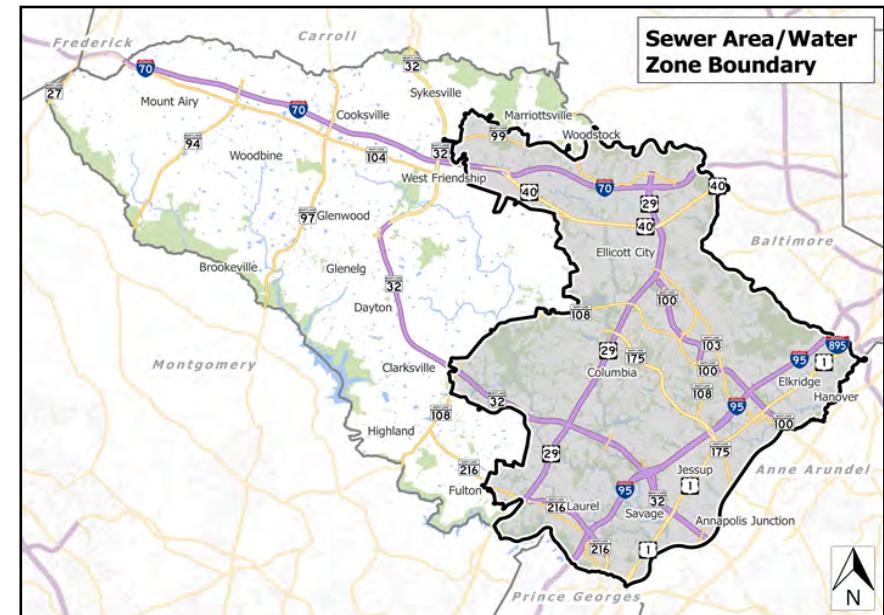 Sewer Area/Water
Zone Boundary
Frederick
Carroll
70
32
27
Mount Airy
Sykesville
70
Cooksville
Marriottsville
99
Woodstock
94
Woodbine
104
32
West Friendship
40
70
40
29
97
Glenwood
40
Baltimore
Ellicott City
Brookeville
Glenelg
32
100
Dayton
108
103
895
29
175
95
1
Montgomery
Clarksville
Columbia
100
Elkridge
32
108
Hanover
95
108
100
Highland
29
175
216
Jessup
Anne Arundel
Fulton
95
1
32
Laurel
216
Savage
Annapolis Junction
216
1
Prince Georges
N